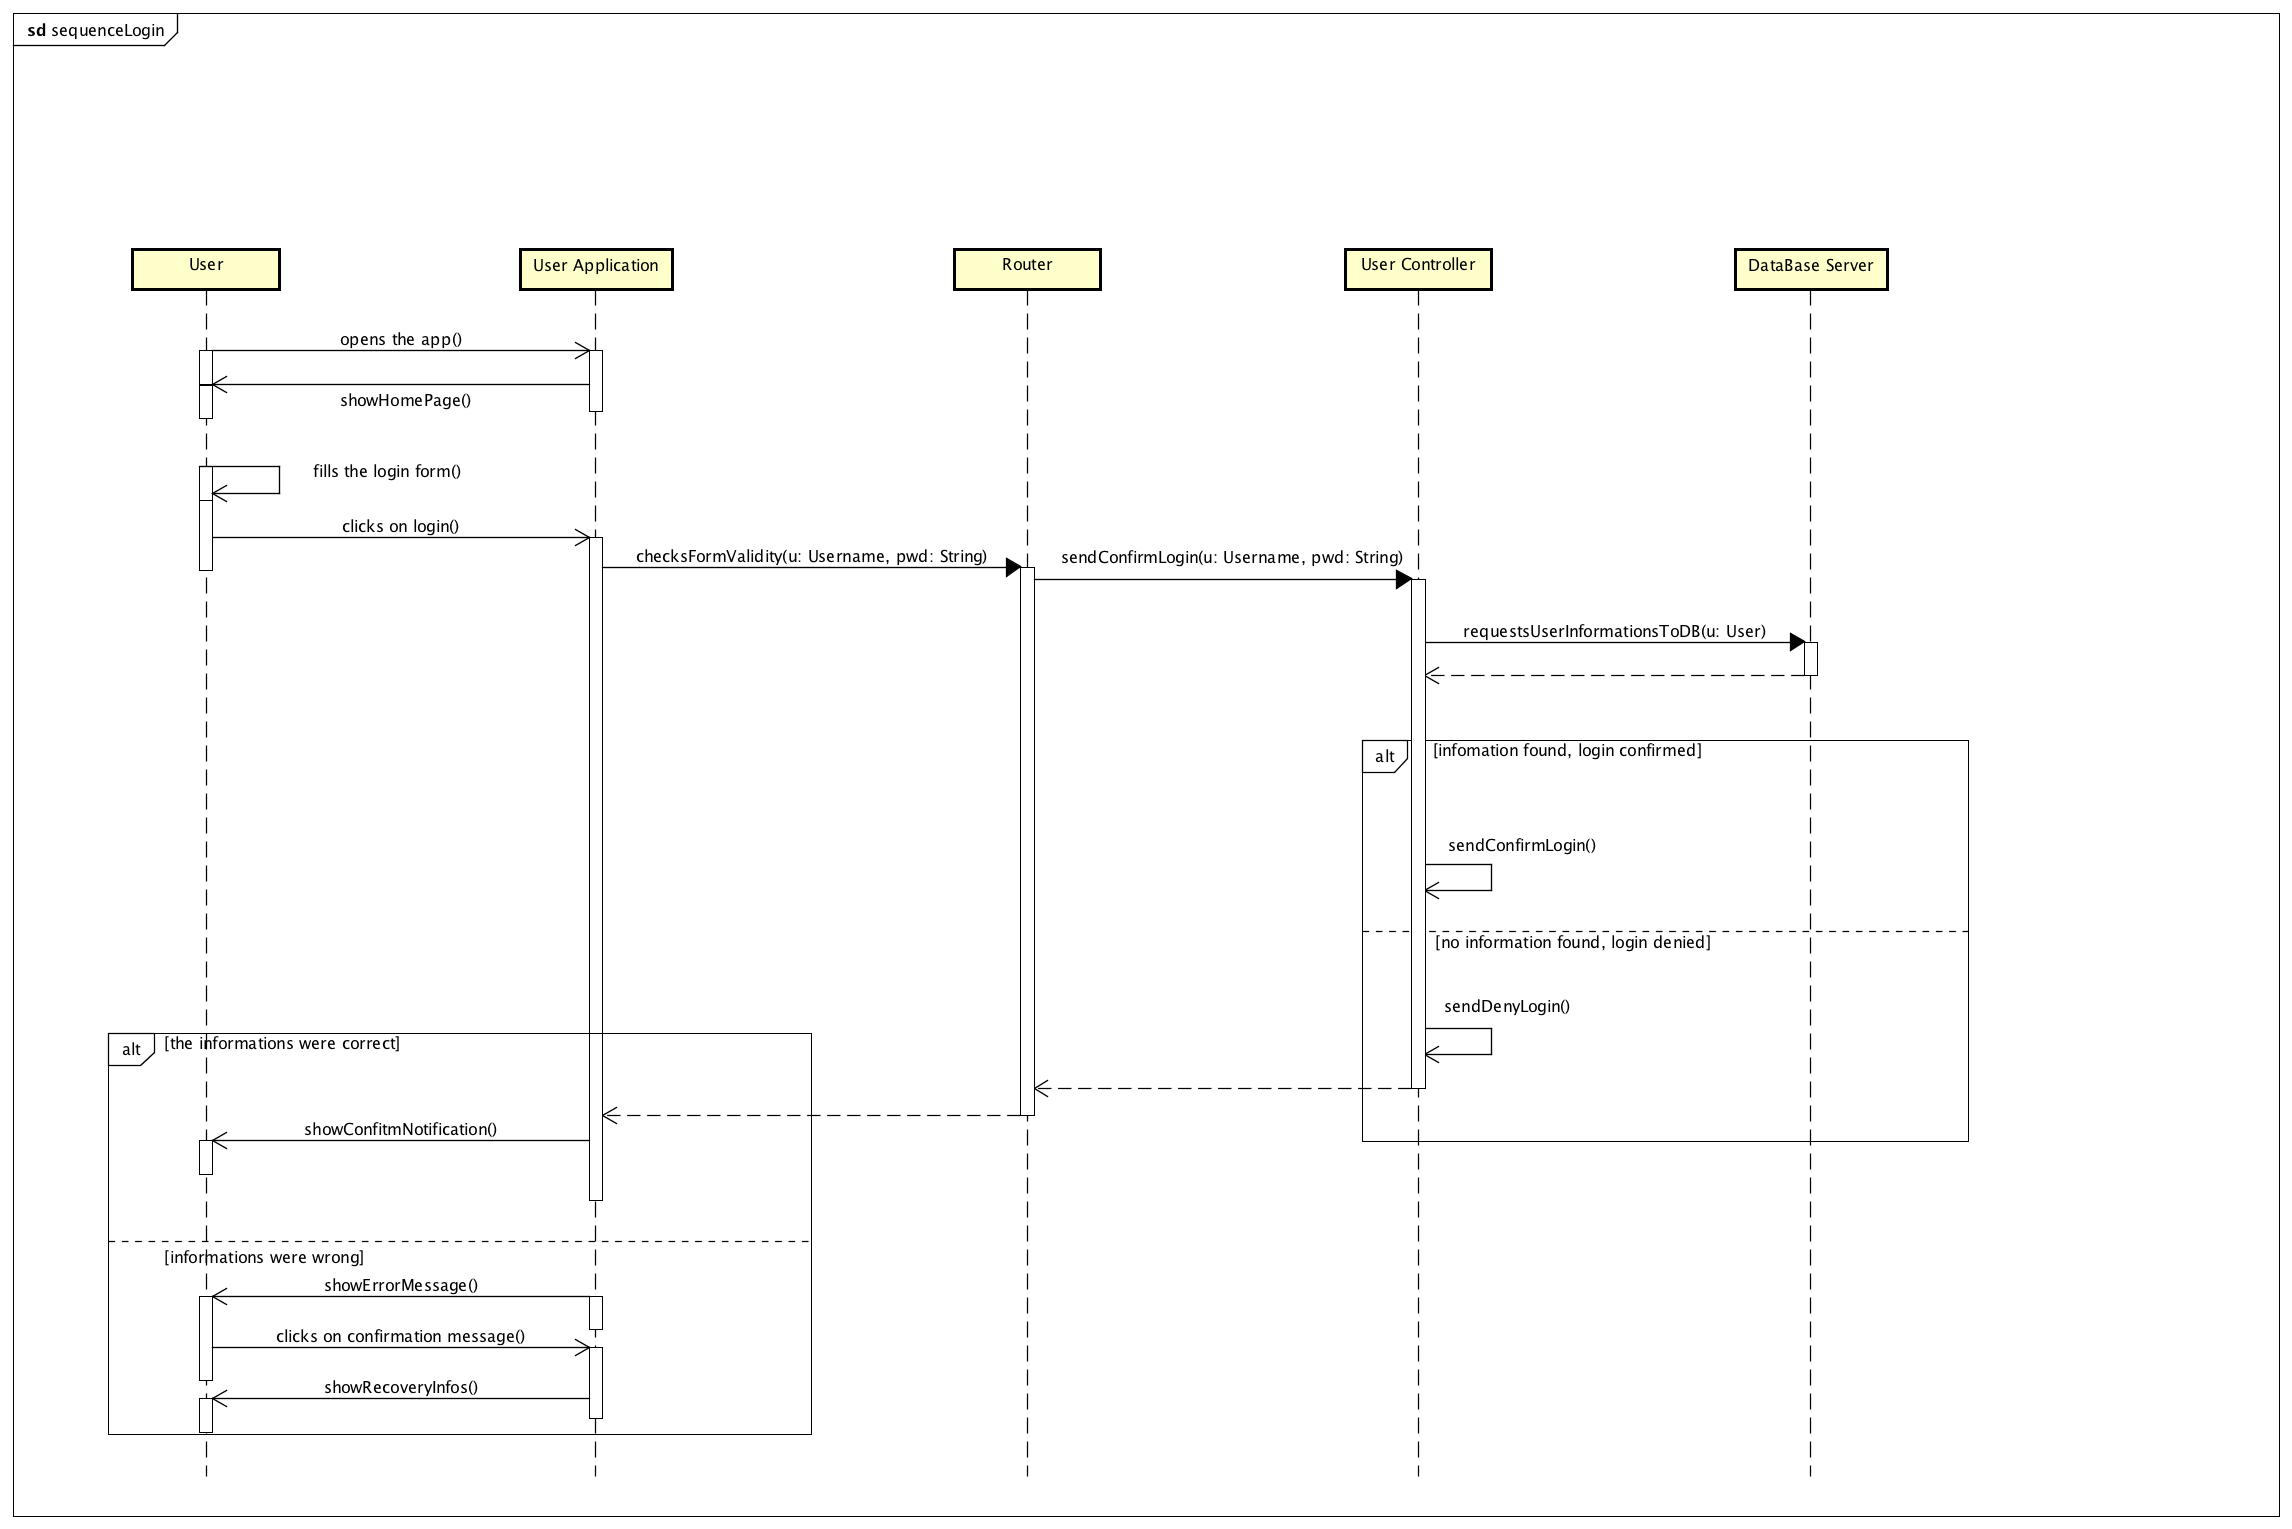 sd sequenceLogin
User
User Application
Router
User Controller
DataBase Server
opens the app()
showHomePage()
fills the login form()
clicks on login()
checksFormValidity(u: Username, pwd: String)
sendConfirmLogin(u: Username, pwd: String)
requestsUserInformationsToDB(u: User)
alt
[infomation found, login confirmed]
sendConfirmLogin()
[no information found, login denied]
sendDenyLogin()
alt
[the informations were correct]
showConfitmNotification()
[informations were wrong]
showErrorMessage()
clicks on confirmation message()
showRecoveryInfos()